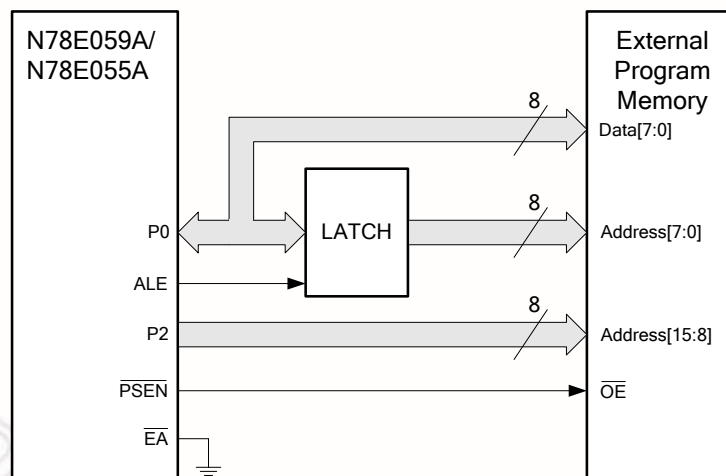 N78E059A/
N78E055A
External
Program
Memory
8
Data[7:0]
8
P0
LATCH
Address[7:0]
ALE
8
P2
Address[15:8]
PSEN
OE
EA